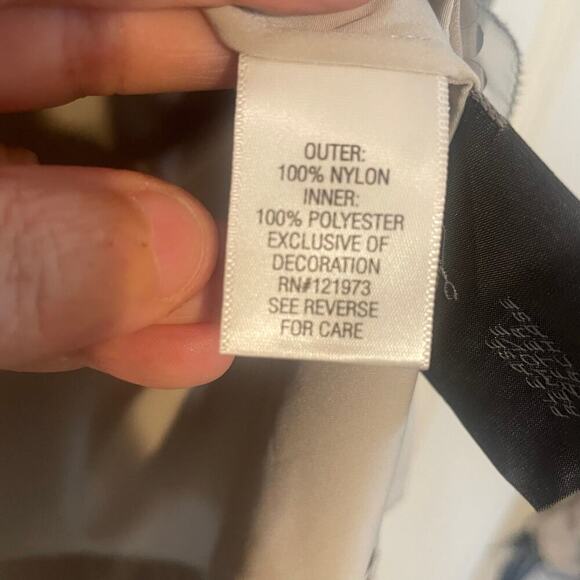 OUTER:
100% NYLON
INNER:
100% POLYESTER
EXCLUSIVE OF
DECORATION
RN#121973
SEE REVERSE
FOR CARE